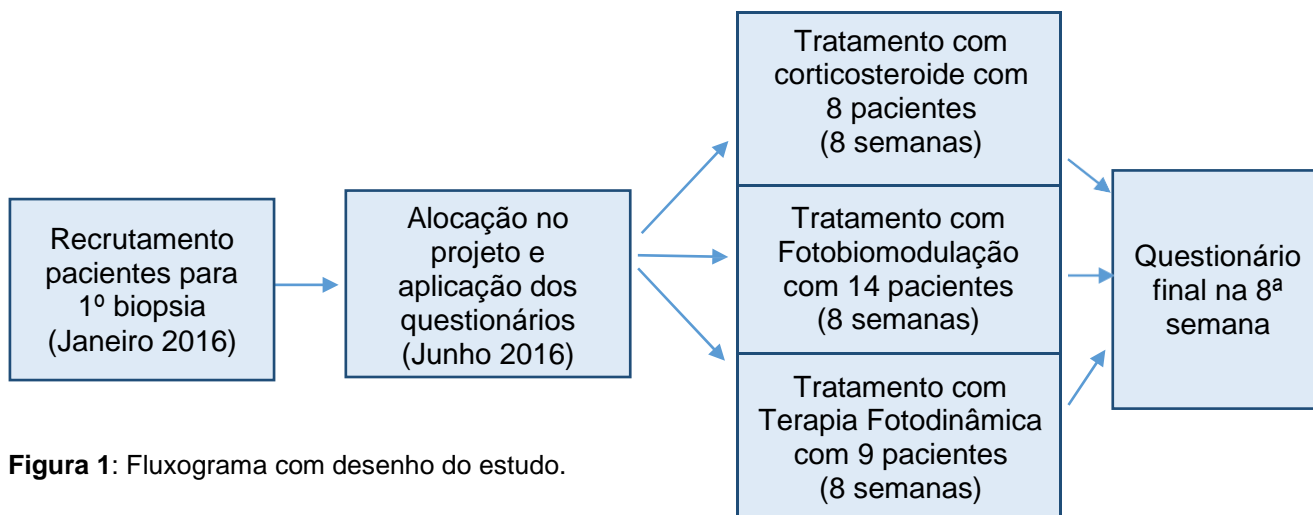 Recrutamento
pacientes para
1º biopsia
(Janeiro 2016)
Alocação no
projeto e
aplicação dos
questionários
(Junho 2016)
Tratamento com
corticosteroide com
8 pacientes
(8 semanas)
Tratamento com
Fotobiomodulação
com 14 pacientes
(8 semanas)
Tratamento com
Terapia Fotodinâmica
com 9 pacientes
(8 semanas)
Questionário
final na 8ª
semana
Figura 1: Fluxograma com desenho do estudo.